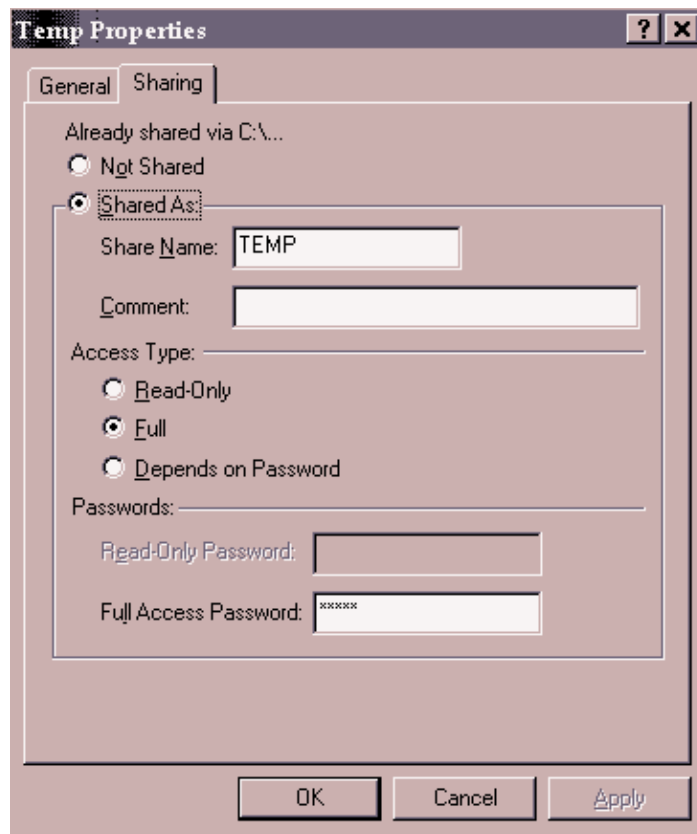 Temp Properties
General Sharing
Already shared via C:\...
Not Shared
Shared As:
Share Name: TEMP
Comment:
Access Type:
Read-Only
Full
Depends on Password
Passwords:
Read-Only Password:
Full Access Password: *****
OK Cancel Apply